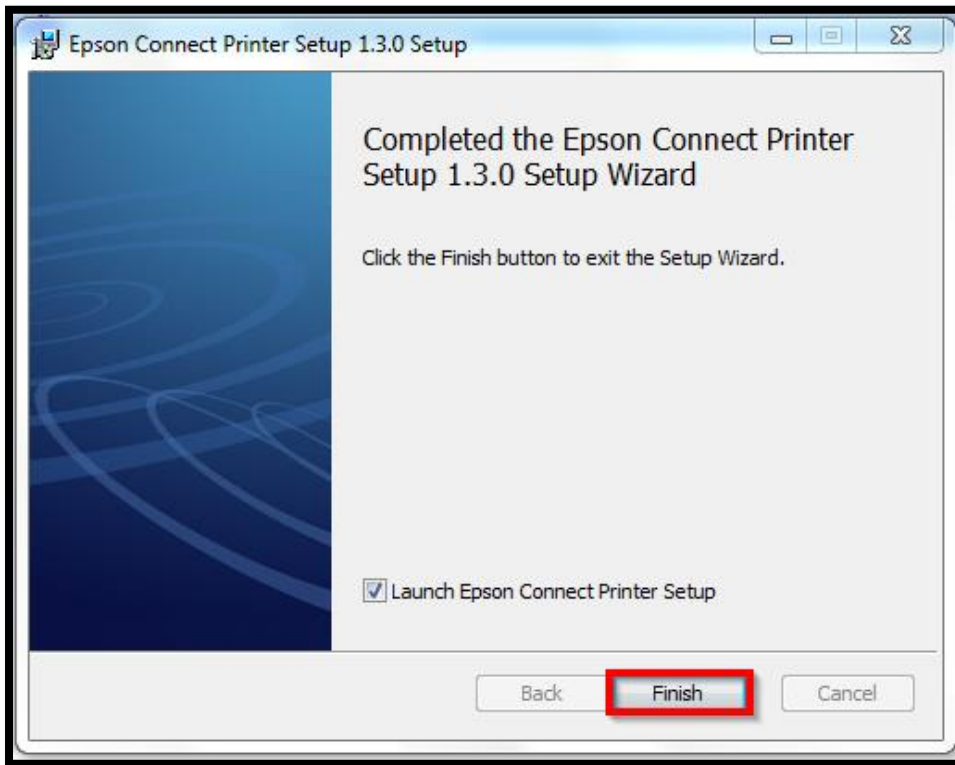 Epson Connect Printer Setup 1.3.0 Setup
Completed the Epson Connect Printer
Setup 1.3.0 Setup Wizard
Click the Finish button to exit the Setup Wizard.
Launch Epson Connect Printer Setup
Back Finish Cancel